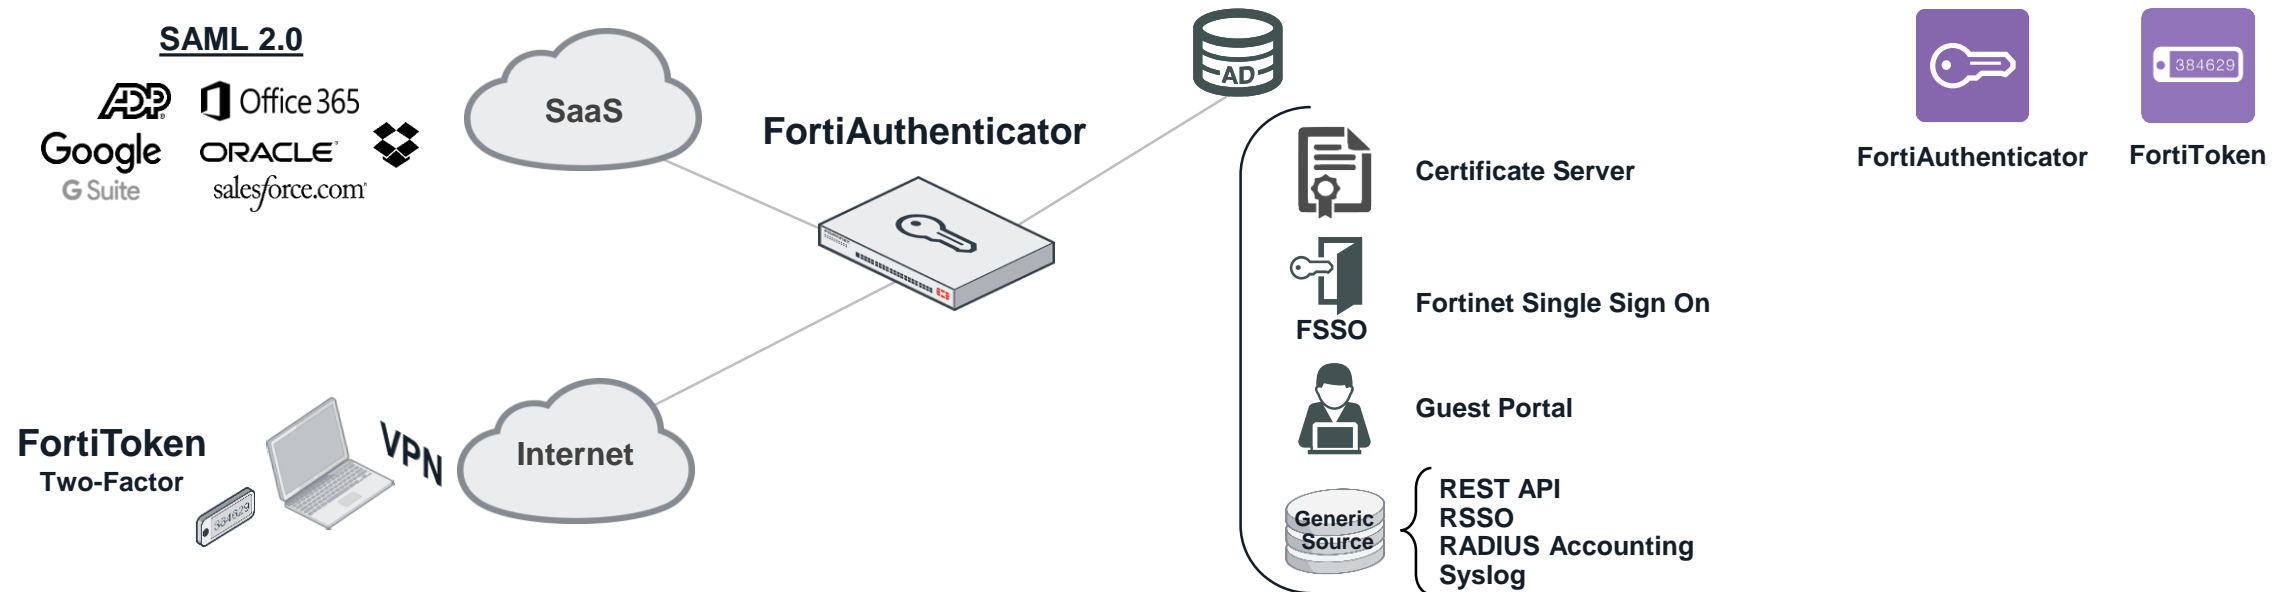 SAML 2.0
ADP
Office 365
Google
G Suite
ORACLE
salesforce.com
SaaS
FortiAuthenticator
AD
Certificate Server
FSSO
Fortinet Single Sign On
Guest Portal
Generic
Source
REST API
RSSO
RADIUS Accounting
Syslog
FortiToken
Two-Factor
384629
VPN
Internet
384629
FortiAuthenticator
FortiToken